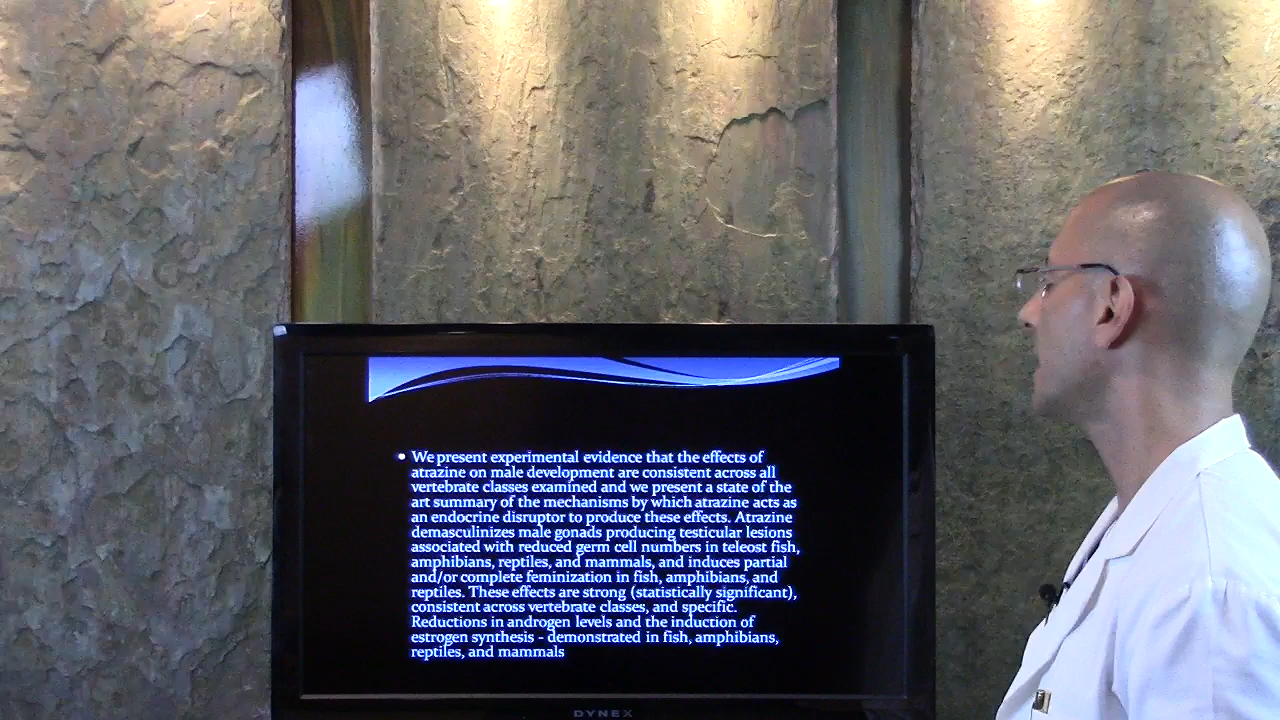 • We present experimental evidence that the effects of
atrazine on male development are consistent across all
vertebrate classes examined and we present a state of the
art summary of the mechanisms by which atrazine acts as
an endocrine disruptor to produce these effects. Atrazine
demasculinizes male gonads producing testicular lesions
associated with reduced germ cell numbers in teleost fish,
amphibians, reptiles, and mammals, and induces partial
and/or complete feminization in fish, amphibians, and
reptiles. These effects are strong (statistically significant),
consistent across vertebrate classes, and specific.
Reductions in androgen levels and the induction of
estrogen synthesis - demonstrated in fish, amphibians,
reptiles, and mammals
DYNEX